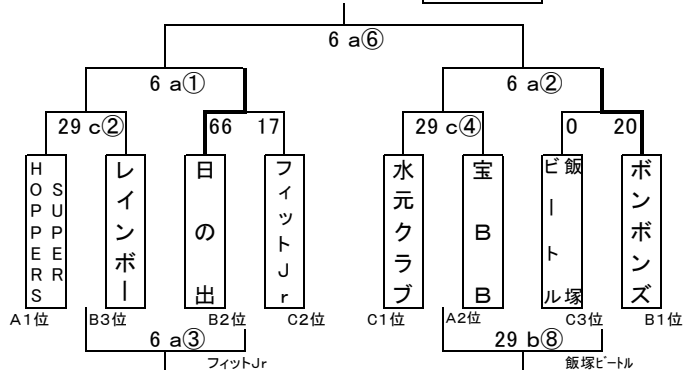 6 a⑥
6 a① 6 a②
29 c② 66 17 29 c④ 0 20
SUPER HOPPERS
レインボー
日の出
フィットJr
水元クラブ
宝BB
飯塚ビートル
ボンボンズ
A1位 B3位 B2位 C2位 C1位 A2位 C3位 B1位
6 a③ 29 b⑧
フィットJr 飯塚ビートル